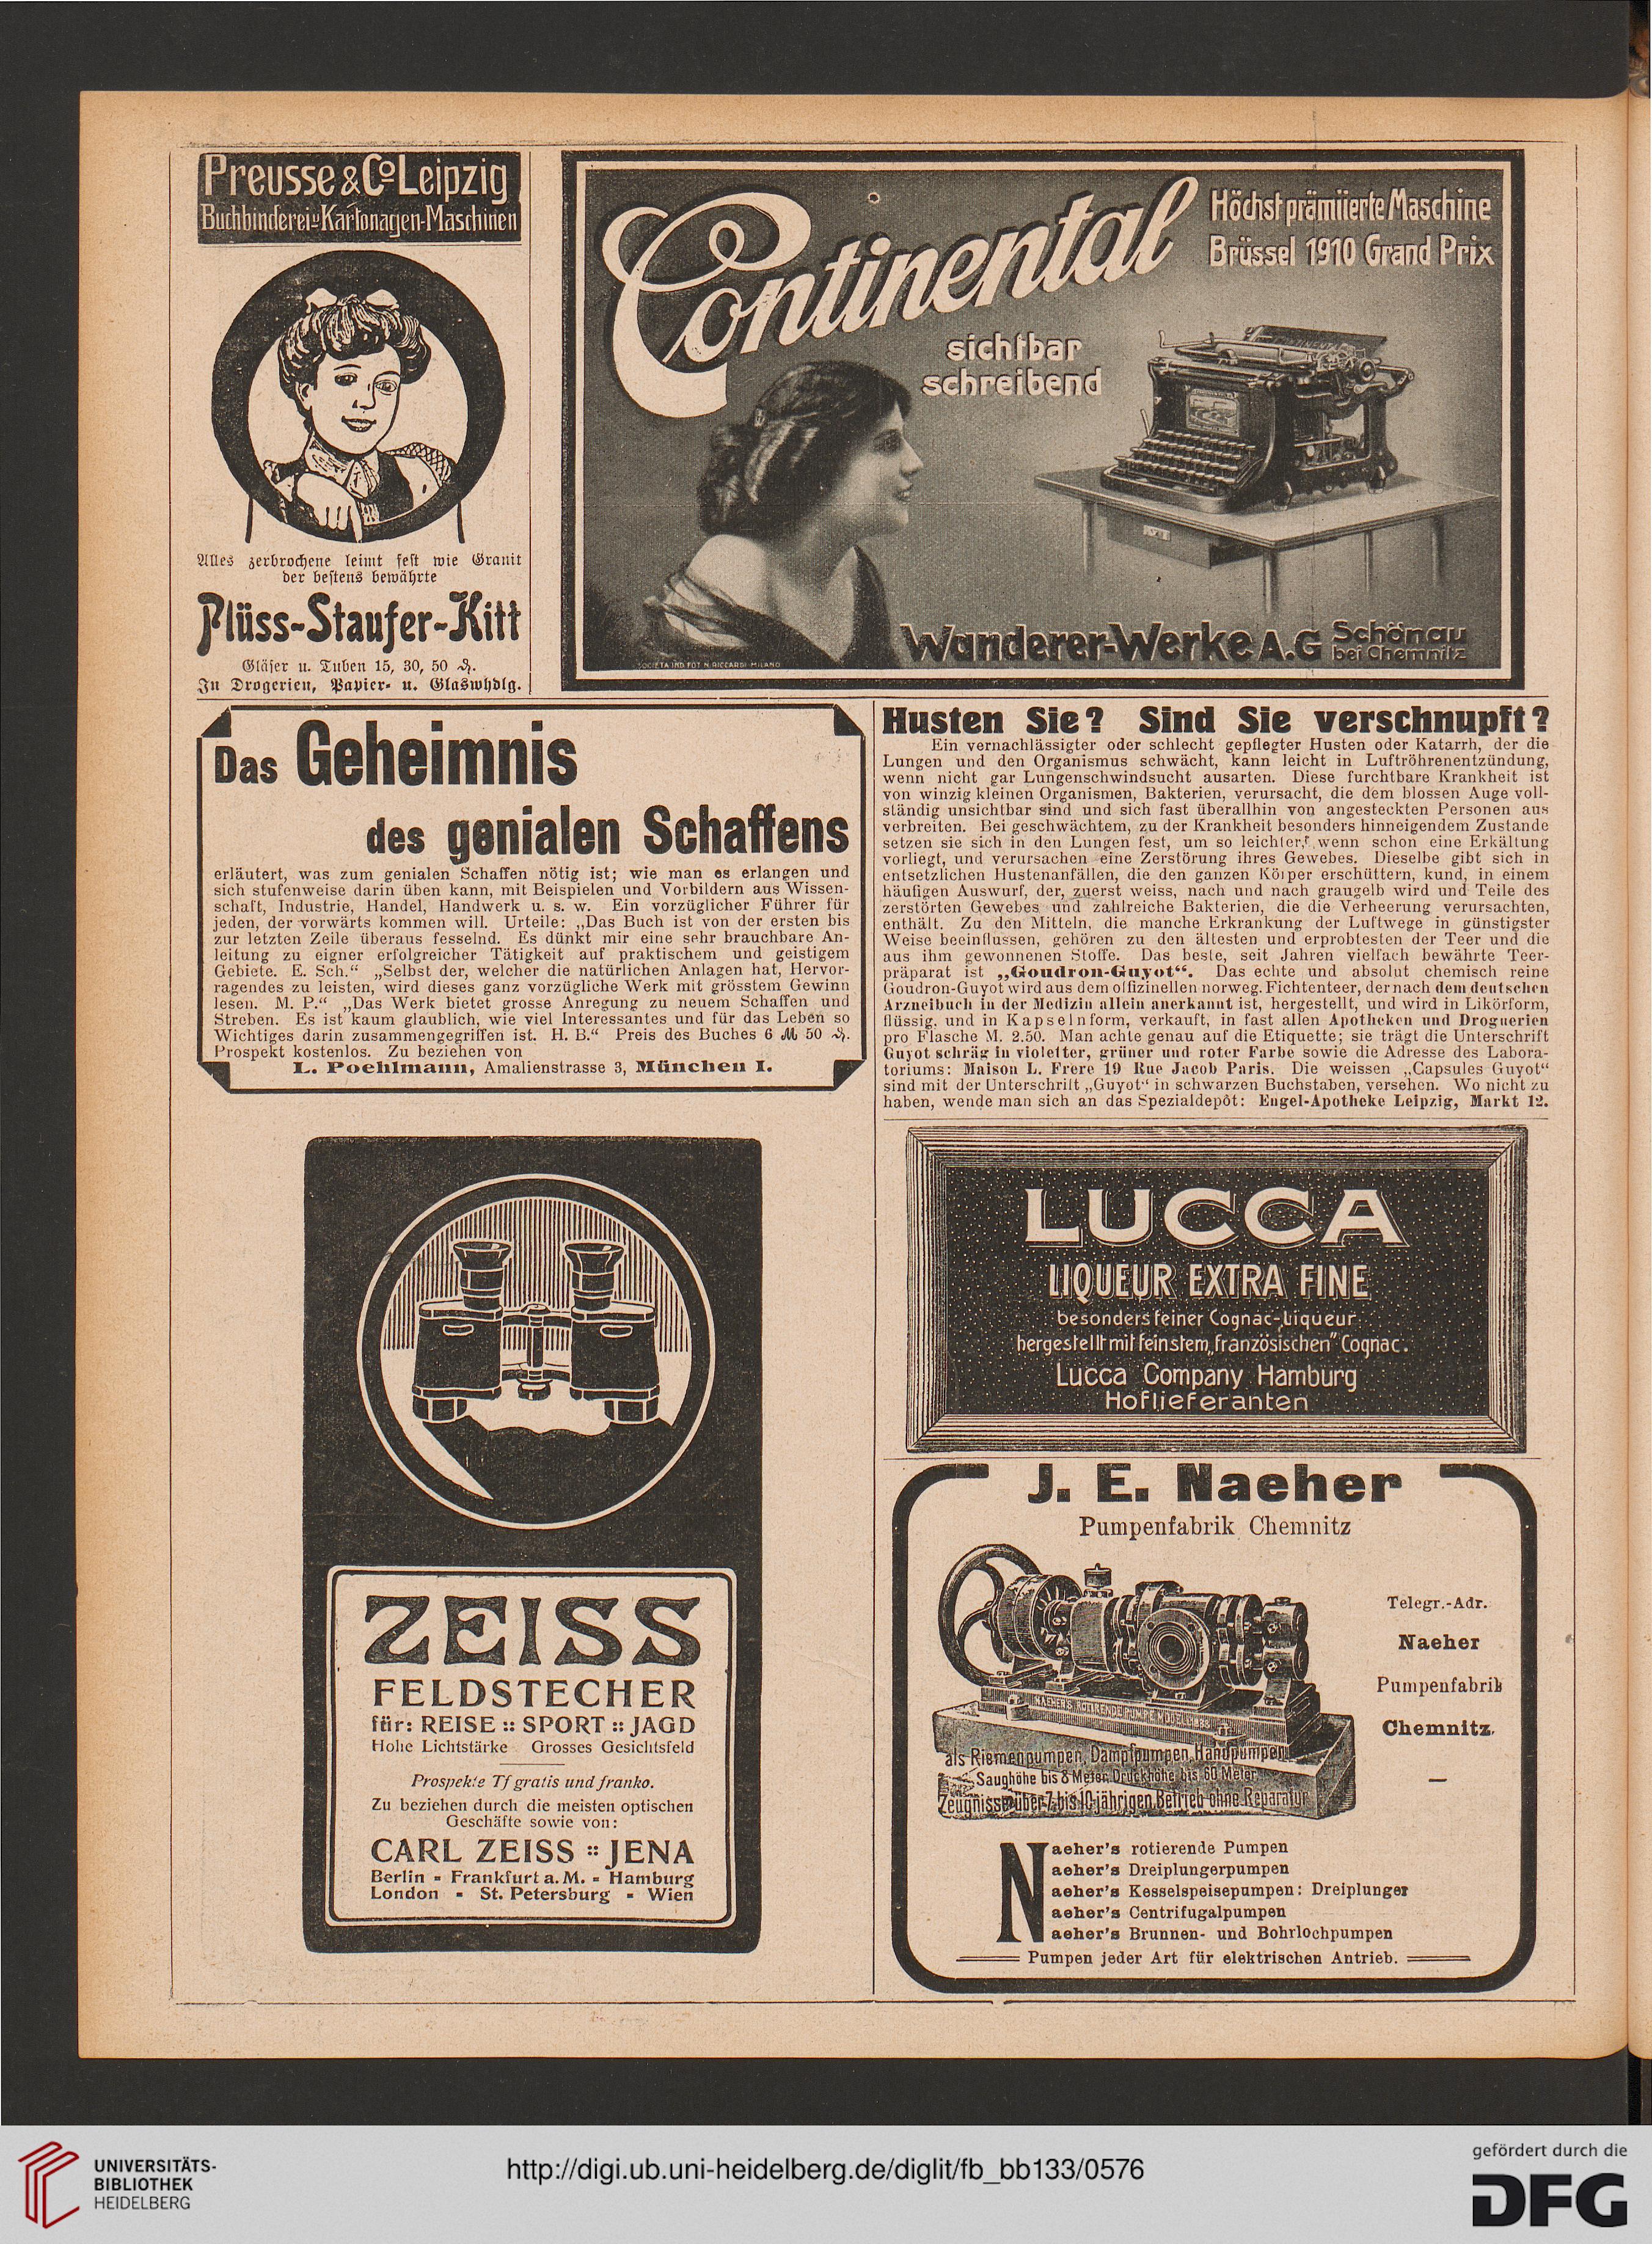 Preusse & Co Leipzig
Buchbinderei u Kartonagen-Maschinen
Alles zerbrochene leimt fest wie Granit
der bestens bewährte
Plüss-Staufer-Kitt
Gläser u. Tuben 15, 30, 50 ₰.
In Drogerien, Papier- u. Glaswhdlg.
Continental
Höchst prämiierte Maschine
Brüssel 1910 Grand Prix
sichtbar
schreibend
SOCIETA IND FOT N. RICCARDI MILANO
Wanderer-Werke A.G Schönau
bei Chemnitz
Das Geheimnis
des genialen Schaffens
erläutert, was zum genialen Schaffen nötig ist; wie man es erlangen und
sich stufenweise darin üben kann, mit Beispielen und Vorbildern aus Wissen-
schaft, Industrie, Handel, Handwerk u. s. w. Ein vorzüglicher Führer für
jeden, der vorwärts kommen will. Urteile: „Das Buch ist von der ersten bis
zur letzten Zeile überaus fesselnd. Es dünkt mir eine sehr brauchbare An-
leitung zu eigner erfolgreicher Tätigkeit auf praktischem und geistigem
Gebiete. E. Sch.“ „Selbst der, welcher die natürlichen Anlagen hat, Hervor-
ragendes zu leisten, wird dieses ganz vorzügliche Werk mit grösstem Gewinn
lesen. M. P.“ „Das Werk bietet grosse Anregung zu neuem Schaffen und
Streben. Es ist kaum glaublich, wie viel Interessantes und für das Leben so
Wichtiges darin zusammengegriffen ist. H. B.“ Preis des Buches 6 ℳ 50 ₰.
Prospekt kostenlos. Zu beziehen von
L. Poehlmann, Amalienstrasse 3, München I.
Husten Sie? Sind Sie verschnupft?
Ein vernachlässigter oder schlecht gepflegter Husten oder Katarrh, der die
Lungen und den Organismus schwächt, kann leicht in Luftröhrenentzündung,
wenn nicht gar Lungenschwindsucht ausarten. Diese furchtbare Krankheit ist
von winzig kleinen Organismen, Bakterien, verursacht, die dem blossen Auge voll-
ständig unsichtbar sind und sich fast überallhin von angesteckten Personen aus
verbreiten. Bei geschwächtem, zu der Krankheit besonders hinneigendem Zustande
setzen sie sich in den Lungen fest, um so leichter, wenn schon eine Erkältung
vorliegt, und verursachen eine Zerstörung ihres Gewebes. Dieselbe gibt sich in
entsetzlichen Hustenanfällen, die den ganzen Körper erschüttern, kund, in einem
häufigen Auswurf, der, zuerst weiss, nach und nach graugelb wird und Teile des
zerstörten Gewebes und zahlreiche Bakterien, die die Verheerung verursachten,
enthält. Zu den Mitteln, die manche Erkrankung der Luftwege in günstigster
Weise beeinflussen, gehören zu den ältesten und erprobtesten der Teer und die
aus ihm gewonnenen Stoffe. Das beste, seit Jahren vielfach bewährte Teer-
präparat ist „Goudron-Guyot“. Das echte und absolut chemisch reine
Goudron-Guyot wird aus dem offizinellen norweg. Fichtenteer, der nach dem deutschen
Arzneibuch in der Medizin allein anerkannt ist, hergestellt, und wird in Likörform,
flüssig, und in Kapselnform, verkauft, in fast allen Apotheken und Droguerien
pro Flasche M. 2.50. Man achte genau auf die Etiquette; sie trägt die Unterschrift
Guyot schräg in violetter, grüner und roter Farbe sowie die Adresse des Labora-
toriums: Maison L. Frere 19 Rue Jacob Paris. Die weissen „Capsules Guyot“
sind mit der Unterschrift „Guyot“ in schwarzen Buchstaben, versehen. Wo nicht zu
haben, wende man sich an das Spezialdepôt: Engel-Apotheke Leipzig, Markt 12.
ZEISS
FELDSTECHER
für: REISE :: SPORT :: JAGD
Hohe Lichtstärke Grosses Gesichtsfeld
Prospekte Tf gratis und franko.
Zu beziehen durch die meisten optischen
Geschäfte sowie von:
CARL ZEISS :: JENA
Berlin - Frankfurt a. M. - Hamburg
London - St. Petersburg - Wien
LUCCA
LIQUEUR EXTRA FINE
besonders feiner Cognac-Liqueur
hergestellt mit feinstem „französischen” Cognac.
Lucca Company Hamburg
Hoflieferanten
J. E. Naeher
Pumpenfabrik Chemnitz
Telegr.-Adr.
Naeher
Pumpenfabrik
Chemnitz.
—
NAEHERS ROTIRENDE PUMPE MODELL
als Riemenpumpen, Dampfpumpen, Handpumpen
Saughöhe bis 8 Meter, Druckhöhe bis 60 Meter
Zeugnisse über 7 bis 10 jährigen Betrieb ohne Reparatur
Naeher's rotierende Pumpen
Naeher's Dreiplungerpumpen
Naeher's Kesselspeisepumpen: Dreiplunger
Naeher's Centrifugalpumpen
Naeher's Brunnen- und Bohrlochpumpen
Pumpen jeder Art für elektrischen Antrieb.
UNIVERSITÄTS-
BIBLIOTHEK
HEIDELBERG
http://digi.ub.uni-heidelberg.de/diglit/fb_bb133/0576
gefördert durch die
DFG